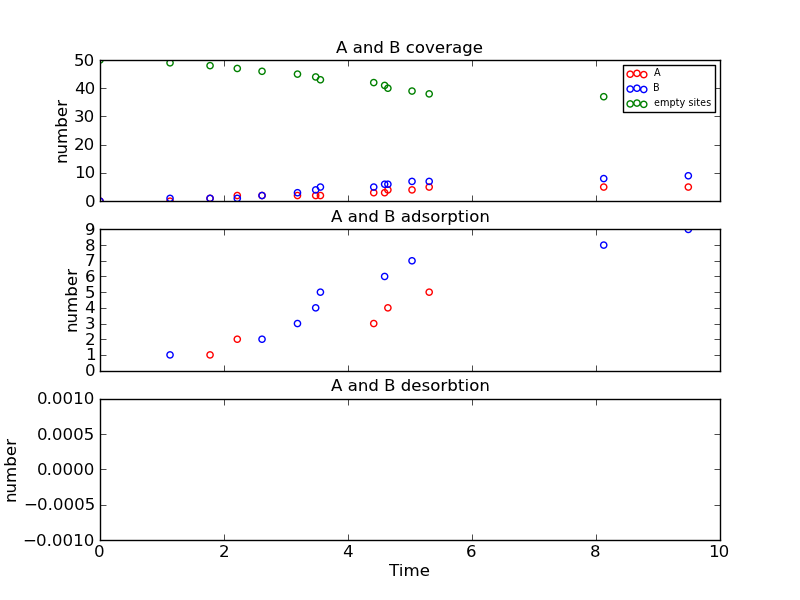 A and B coverage
50
40
30
20
10
0
number
A
B
empty sites
A and B adsorption
9
8
7
6
5
4
3
2
1
0
number
A and B desorbtion
0.0010
0.0005
0.0000
−0.0005
−0.0010
number
0 2 4 6 8 10
Time